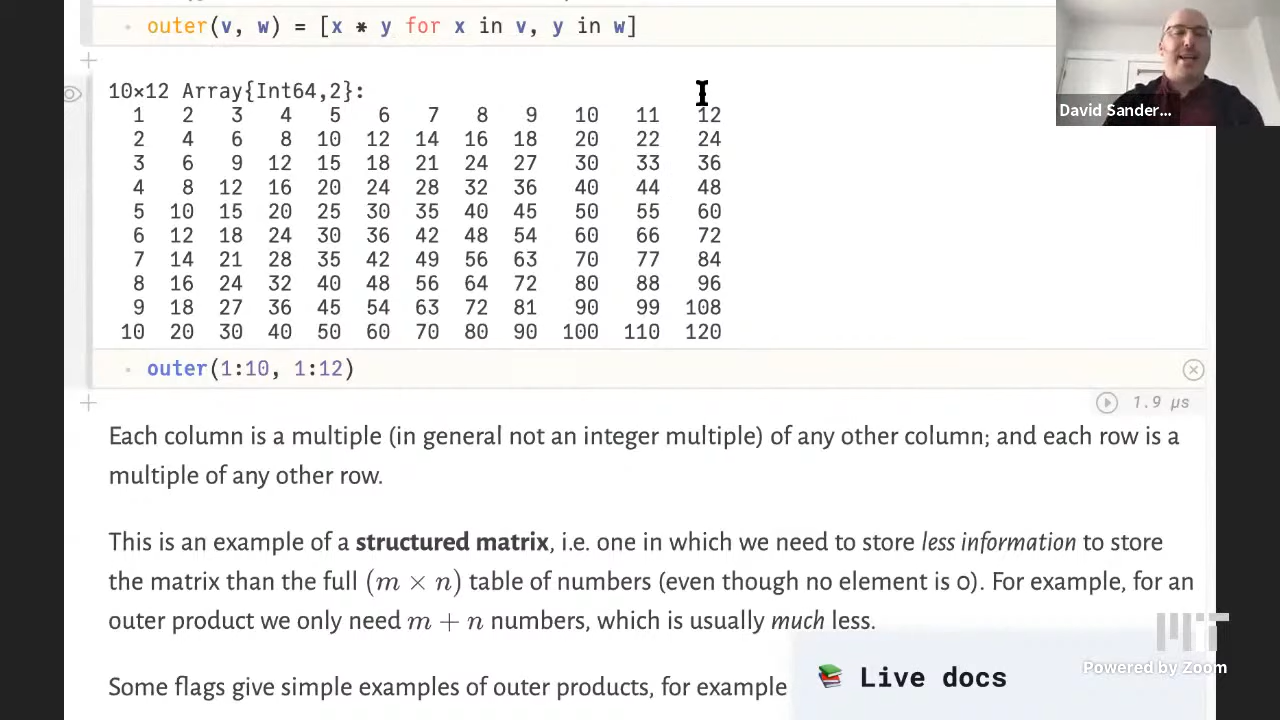 outer(v, w) = [x * y for x in v, y in w]
David Sander...
10×12 Array{Int64,2}:
1 2 3 4 5 6 7 8 9 10 11 12
2 4 6 8 10 12 14 16 18 20 22 24
3 6 9 12 15 18 21 24 27 30 33 36
4 8 12 16 20 24 28 32 36 40 44 48
5 10 15 20 25 30 35 40 45 50 55 60
6 12 18 24 30 36 42 48 54 60 66 72
7 14 21 28 35 42 49 56 63 70 77 84
8 16 24 32 40 48 56 64 72 80 88 96
9 18 27 36 45 54 63 72 81 90 99 108
10 20 30 40 50 60 70 80 90 100 110 120
outer(1:10, 1:12)
1.9 μs
Each column is a multiple (in general not an integer multiple) of any other column; and each row is a
multiple of any other row.
This is an example of a structured matrix, i.e. one in which we need to store less information to store
the matrix than the full (m × n) table of numbers (even though no element is 0). For example, for an
outer product we only need m + n numbers, which is usually much less.
Some flags give simple examples of outer products, for example
Live docs
MIT
Powered by Zoom